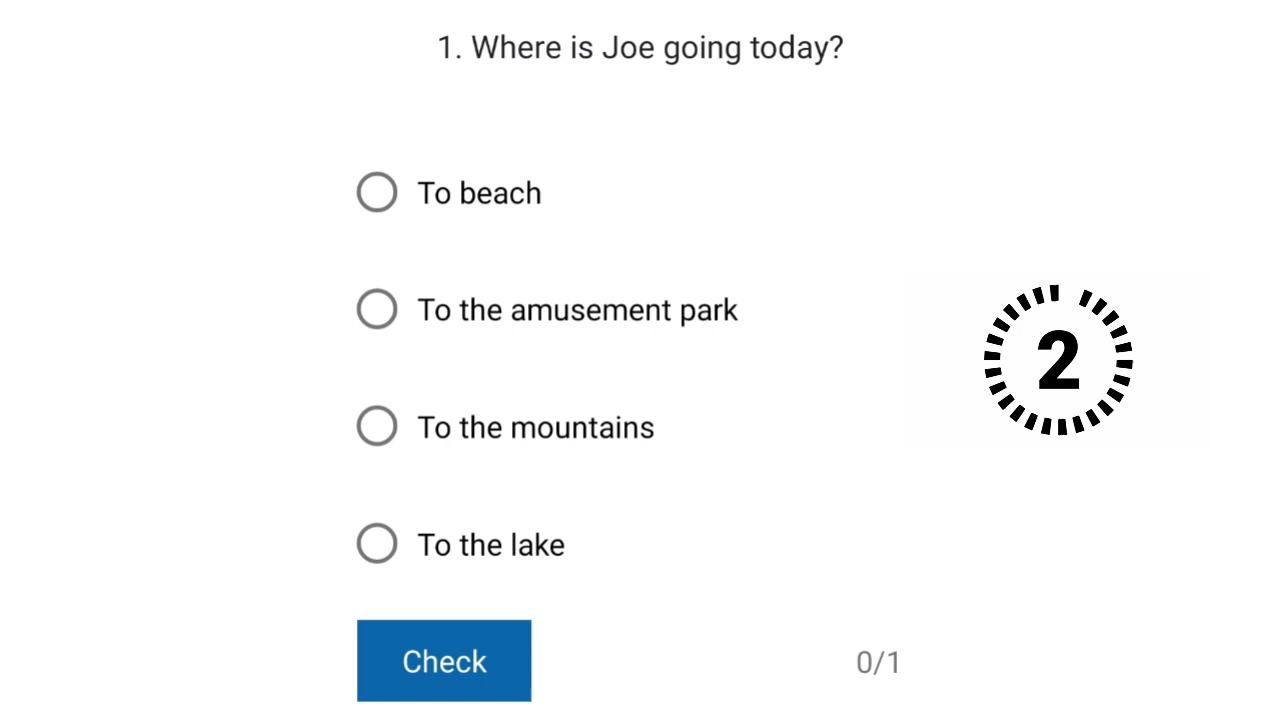 1. Where is Joe going today?
To beach
To the amusement park
2
To the mountains
To the lake
Check
0/1